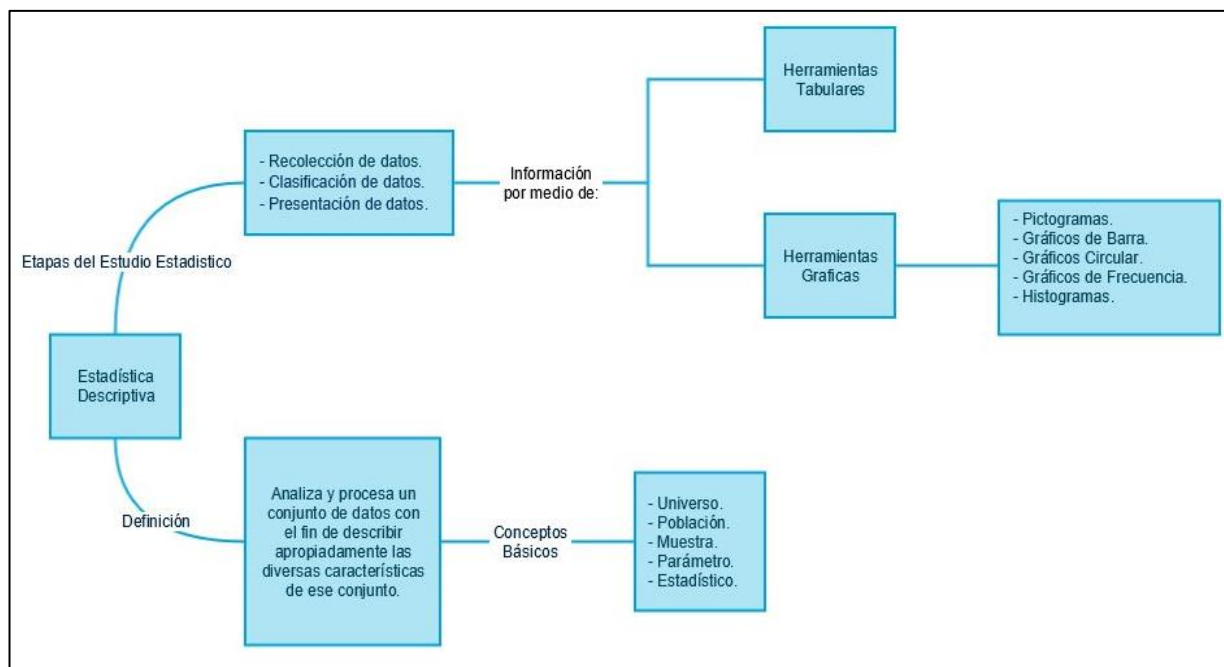 Herramientas
Tabulares
- Recolección de datos.
- Clasificación de datos.
- Presentación de datos.
Información
por medio de:
Herramientas
Graficas
- Pictogramas.
- Gráficos de Barra.
- Gráficos Circular.
- Gráficos de Frecuencia.
- Histogramas.
Etapas del Estudio Estadistico
Estadística
Descriptiva
Definición
Analiza y procesa un
conjunto de datos con
el fin de describir
apropiadamente las
diversas características
de ese conjunto.
Conceptos
Básicos
- Universo.
- Población.
- Muestra.
- Parámetro.
- Estadístico.